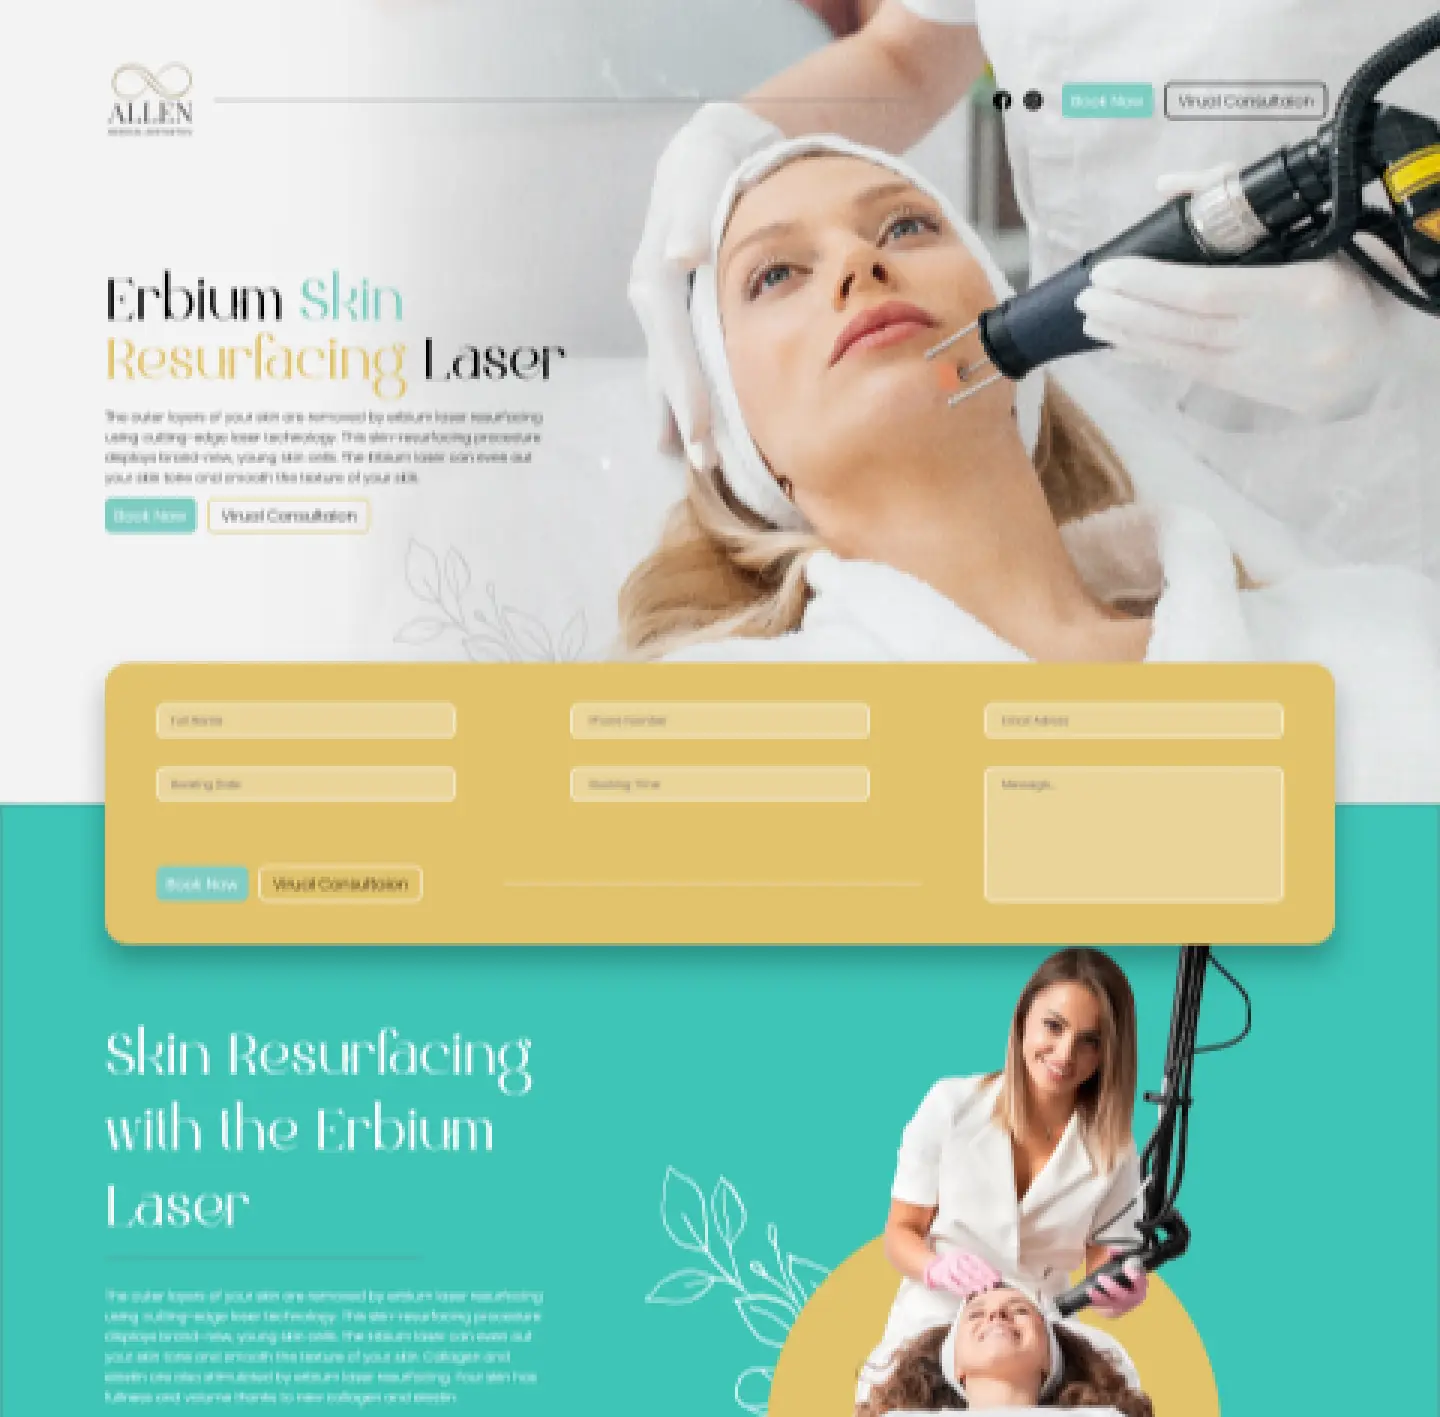 ALLEN
Book Now
Virual Consultaion
Erbium Skin
Resurfacing Laser
The outer layers of your skin are removed by erbium laser resurfacing
using cutting-edge laser technology. This skin-resurfacing procedure
displays brand-new, young skin cells. The Erbium laser can even out
your skin tone and smooth the texture of your skin.
Book Now
Virual Consultaion
Full Name
Phone Number
Email Adress
Booking Date
Booking Time
Message...
Book Now
Virual Consultaion
Skin Resurfacing
with the Erbium
Laser
The outer layers of your skin are removed by erbium laser resurfacing
using cutting-edge laser technology. This skin-resurfacing procedure
displays brand-new, young skin cells. The Erbium laser can even out
your skin tone and smooth the texture of your skin. Collagen and
elastin are also stimulated by erbium laser resurfacing. Your skin has
fullness and volume thanks to new collagen and elastin.